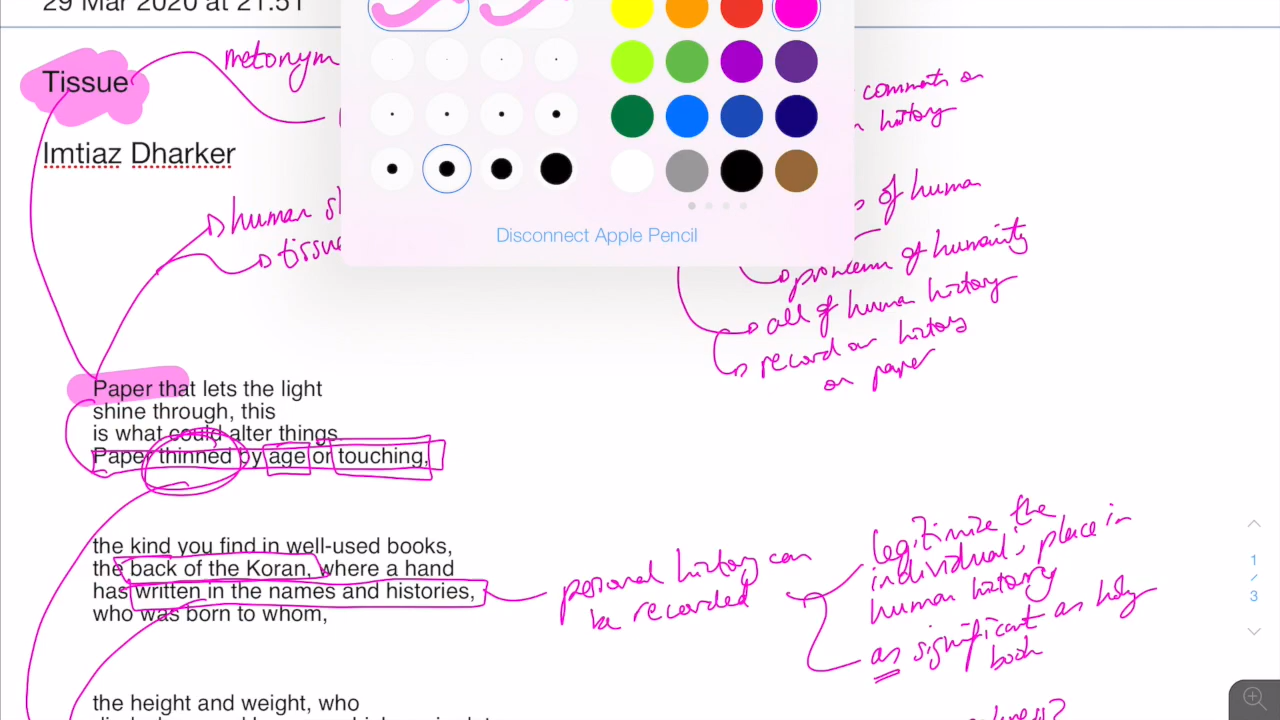 29 Mar 2020 at 21:51
Tissue
metonym
comments on
history
Imtiaz Dharker
Disconnect Apple Pencil
human
tissue
of human
problem of humanity
all of human history
record our history
on paper
Paper that lets the light
shine through, this
is what could alter things.
Paper thinned by age or touching,
the kind you find in well-used books,
the back of the Koran, where a hand
has written in the names and histories,
who was born to whom,
personal history can
be recorded
legitimize the
individual's place in
human history
as significant as holy
book
1
/
3
the height and weight, who